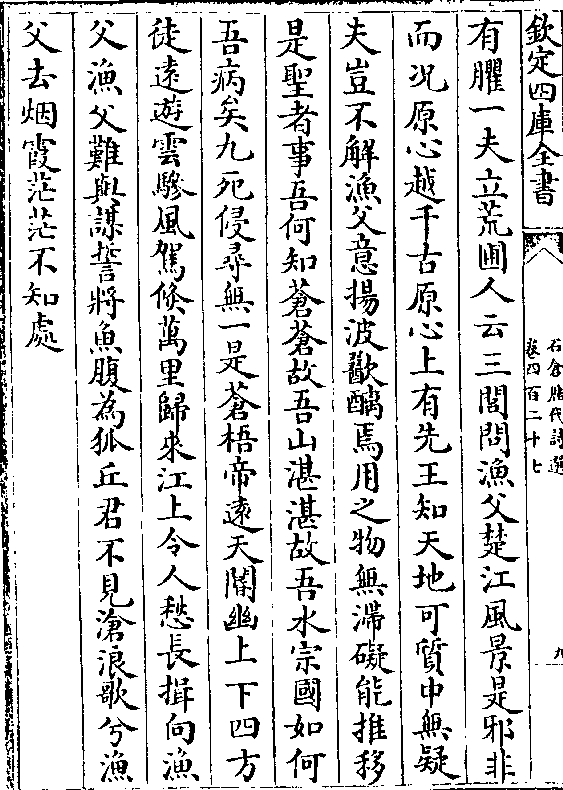 欽定四庫全書
石倉歴代詩選
卷四百二十七
九
有臞一夫立荒圃人云三閭問漁父楚江風景是邪非
而况原心越千古原心上有先王知天地可質中無疑
夫豈不解漁父意揚波歠醨焉用之物無滯礙能推移
是聖者事吾何知蒼蒼故吾山湛湛故吾水宗國如何
吾病矣九死侵尋無一是蒼梧帝遠天閽幽上下四方
徒遠遊雲驂風駕倐萬里歸來江上令人愁長揖向漁
父漁父難與謀誓將魚腹為狐丘君不見滄浪歌兮漁
父去烟霞茫茫不知處